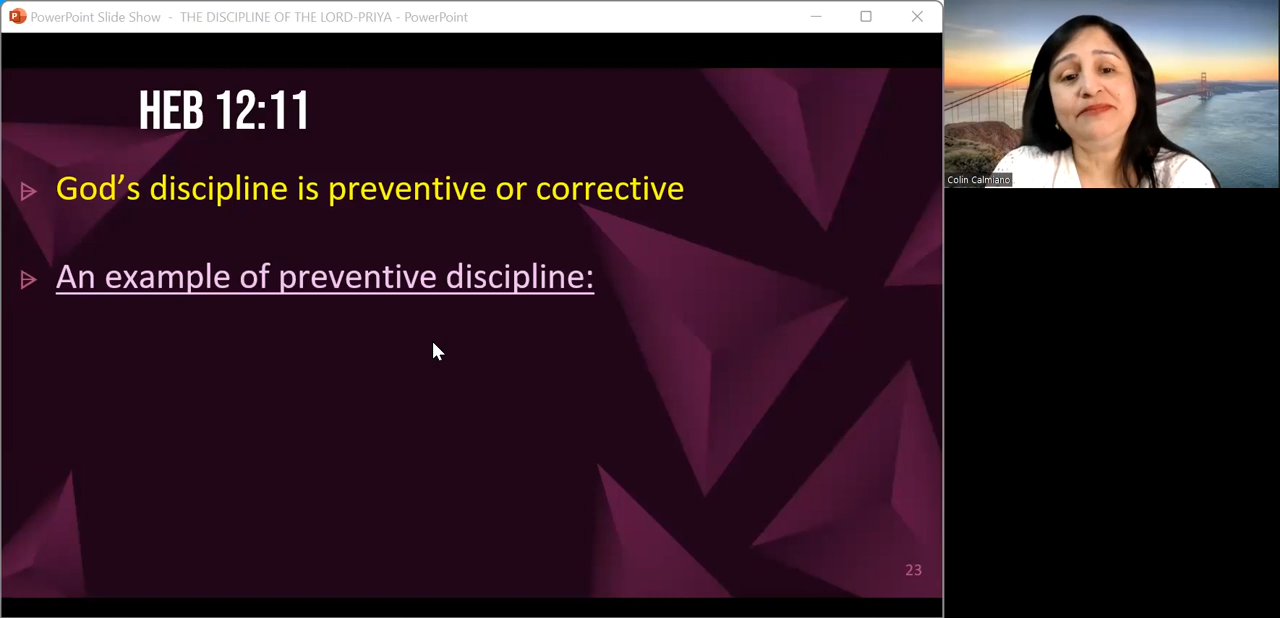 PowerPoint Slide Show - THE DISCIPLINE OF THE LORD-PRIYA - PowerPoint
HEB 12:11
God’s discipline is preventive or corrective
An example of preventive discipline:
23
Colin Calmiano